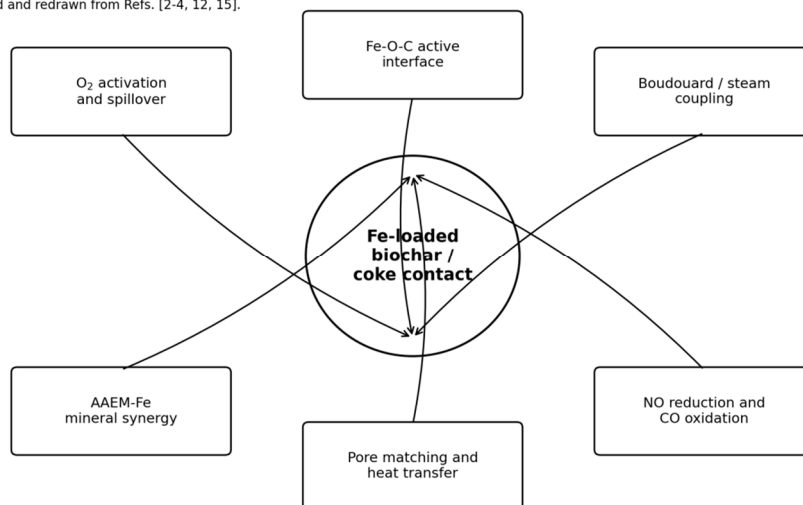 d and redrawn from Refs. [2-4, 12, 15].
Fe-O-C active
interface
O₂ activation
and spillover
Boudouard / steam
coupling
Fe-loaded
biochar /
coke contact
AAEM-Fe
mineral synergy
NO reduction and
CO oxidation
Pore matching and
heat transfer